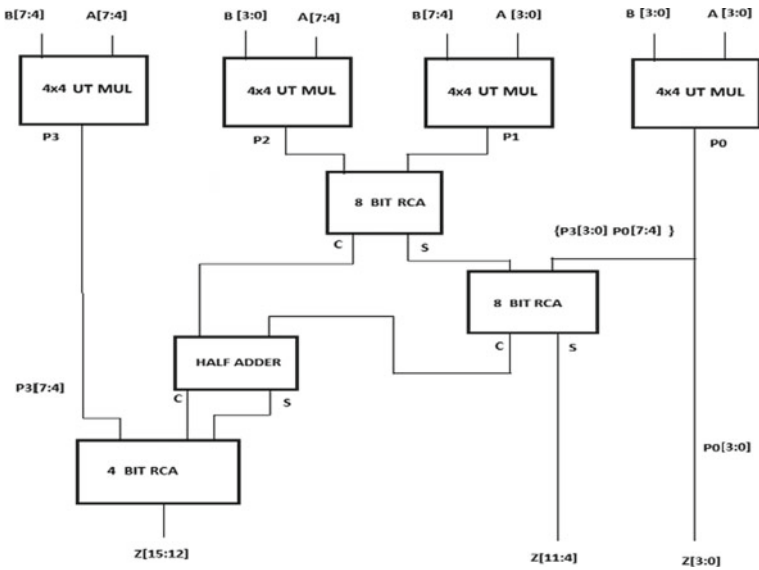 B[7:4] A[7:4] B [3:0] A[7:4] B[7:4] A [3:0] B [3:0] A[3:0]
4x4 UT MUL 4x4 UT MUL 4x4 UT MUL 4x4 UT MUL
P3 P2 P1 P0
8 BIT RCA
C S
{P3[3:0] P0[7:4] }
8 BIT RCA
C S
HALF ADDER
C S
P3[7:4]
4 BIT RCA
P0[3:0]
Z[15:12] Z[11:4] Z[3:0]